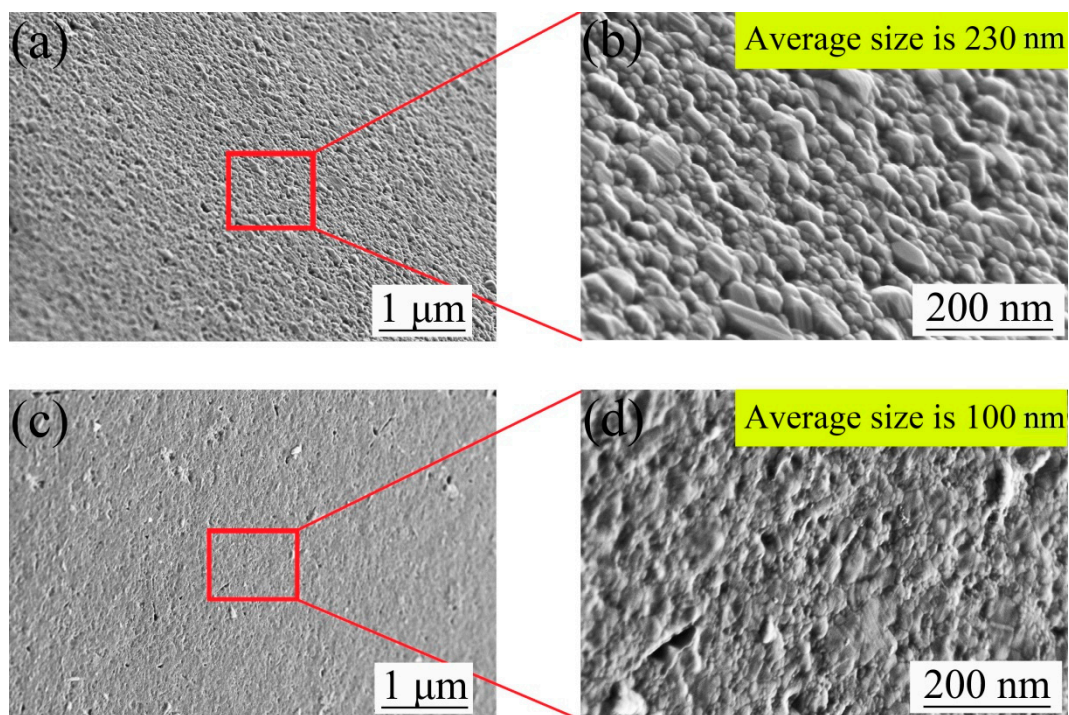 (a)
1 μm
(b)
Average size is 230 nm
200 nm
(c)
1 μm
(d)
Average size is 100 nm
200 nm